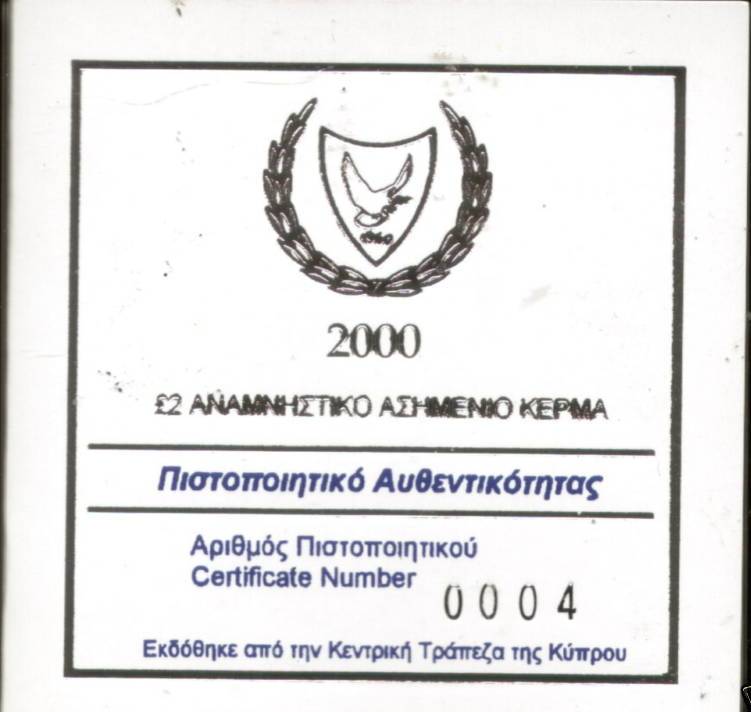 1960
2000
£2 ΑΝΑΜΝΗΣΤΙΚΟ ΑΣΗΜΕΝΙΟ ΚΕΡΜΑ
Πιστοποιητικό Αυθεντικότητας
Αριθμός Πιστοποιητικού
Certificate Number 0004
Εκδόθηκε από την Κεντρική Τράπεζα της Κύπρου